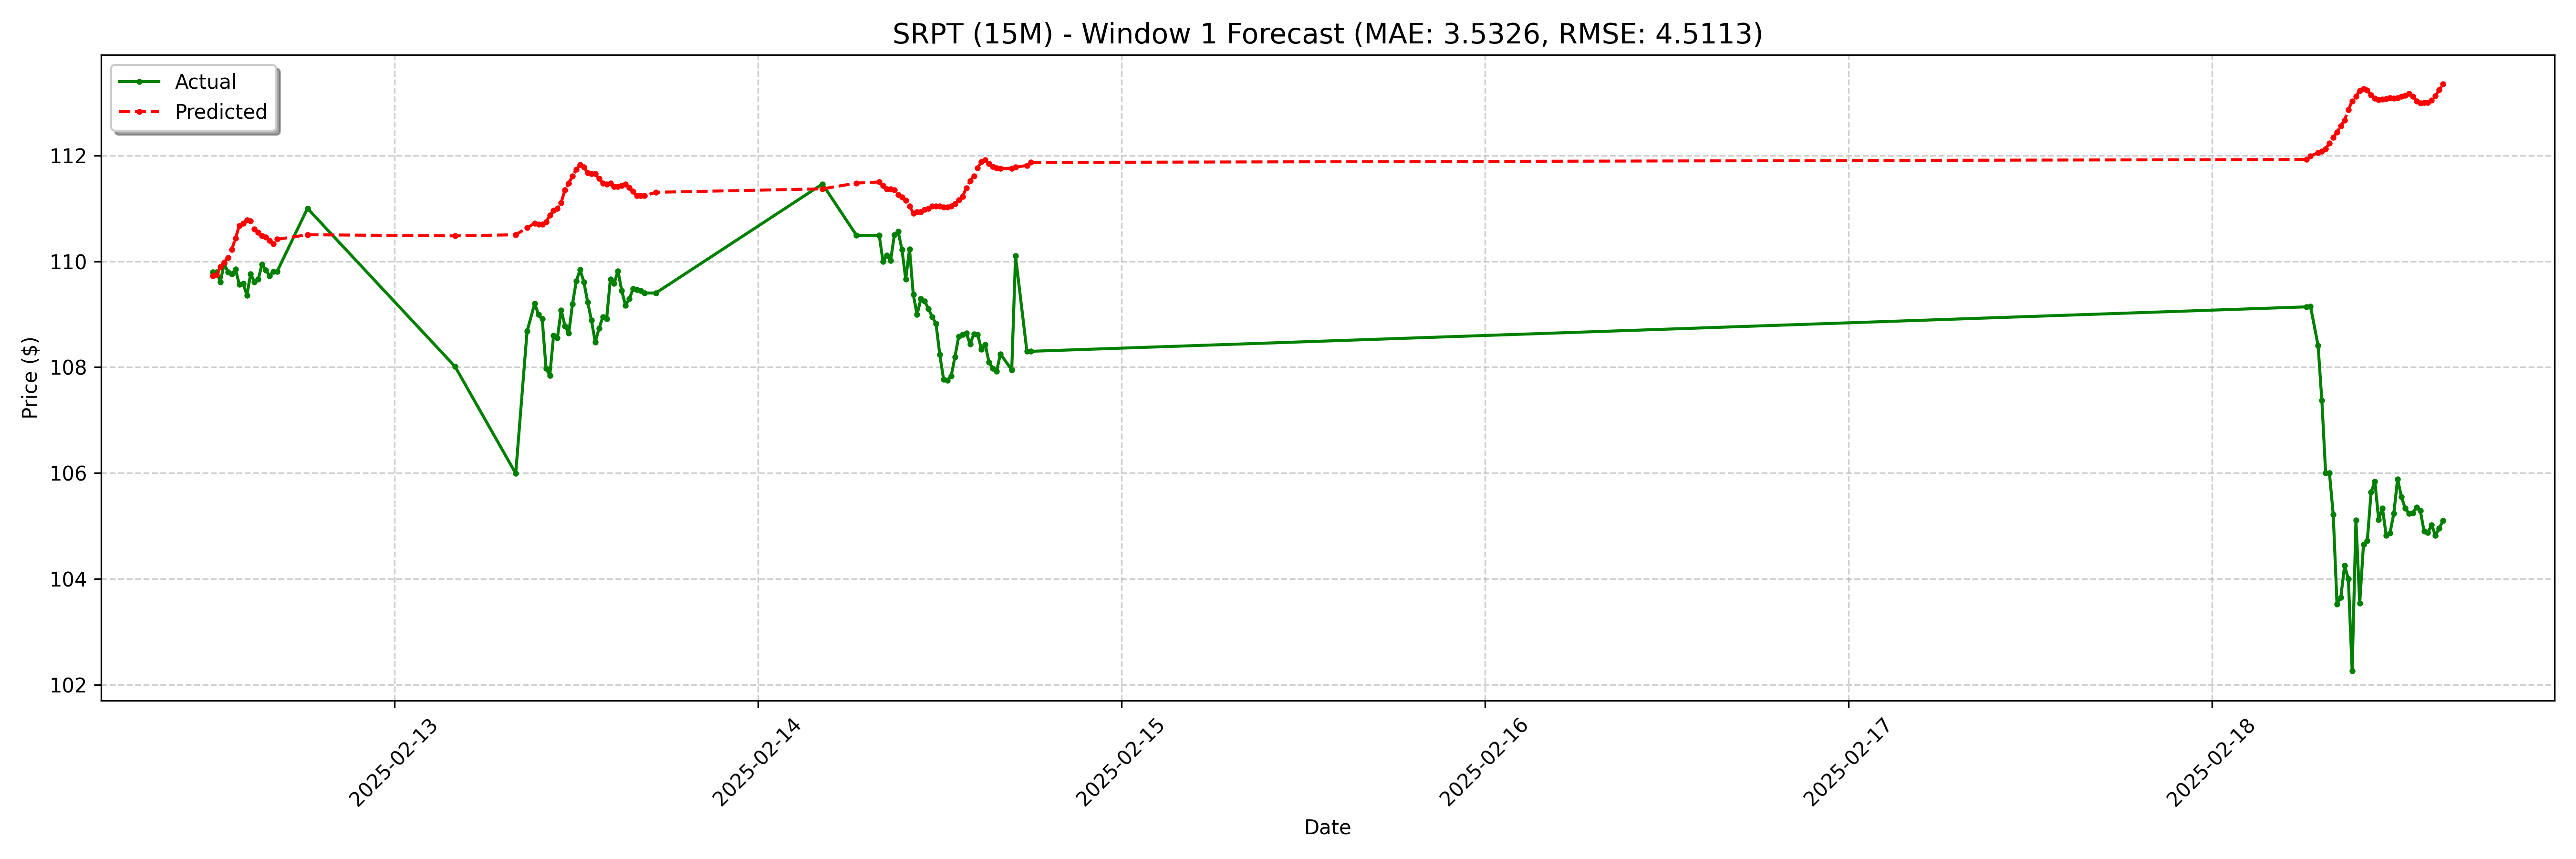 SRPT (15M) - Window 1 Forecast (MAE: 3.5326, RMSE: 4.5113)
Actual
Predicted
Price ($)
112
110
108
106
104
102
2025-02-13
2025-02-14
2025-02-15
2025-02-16
2025-02-17
2025-02-18
Date